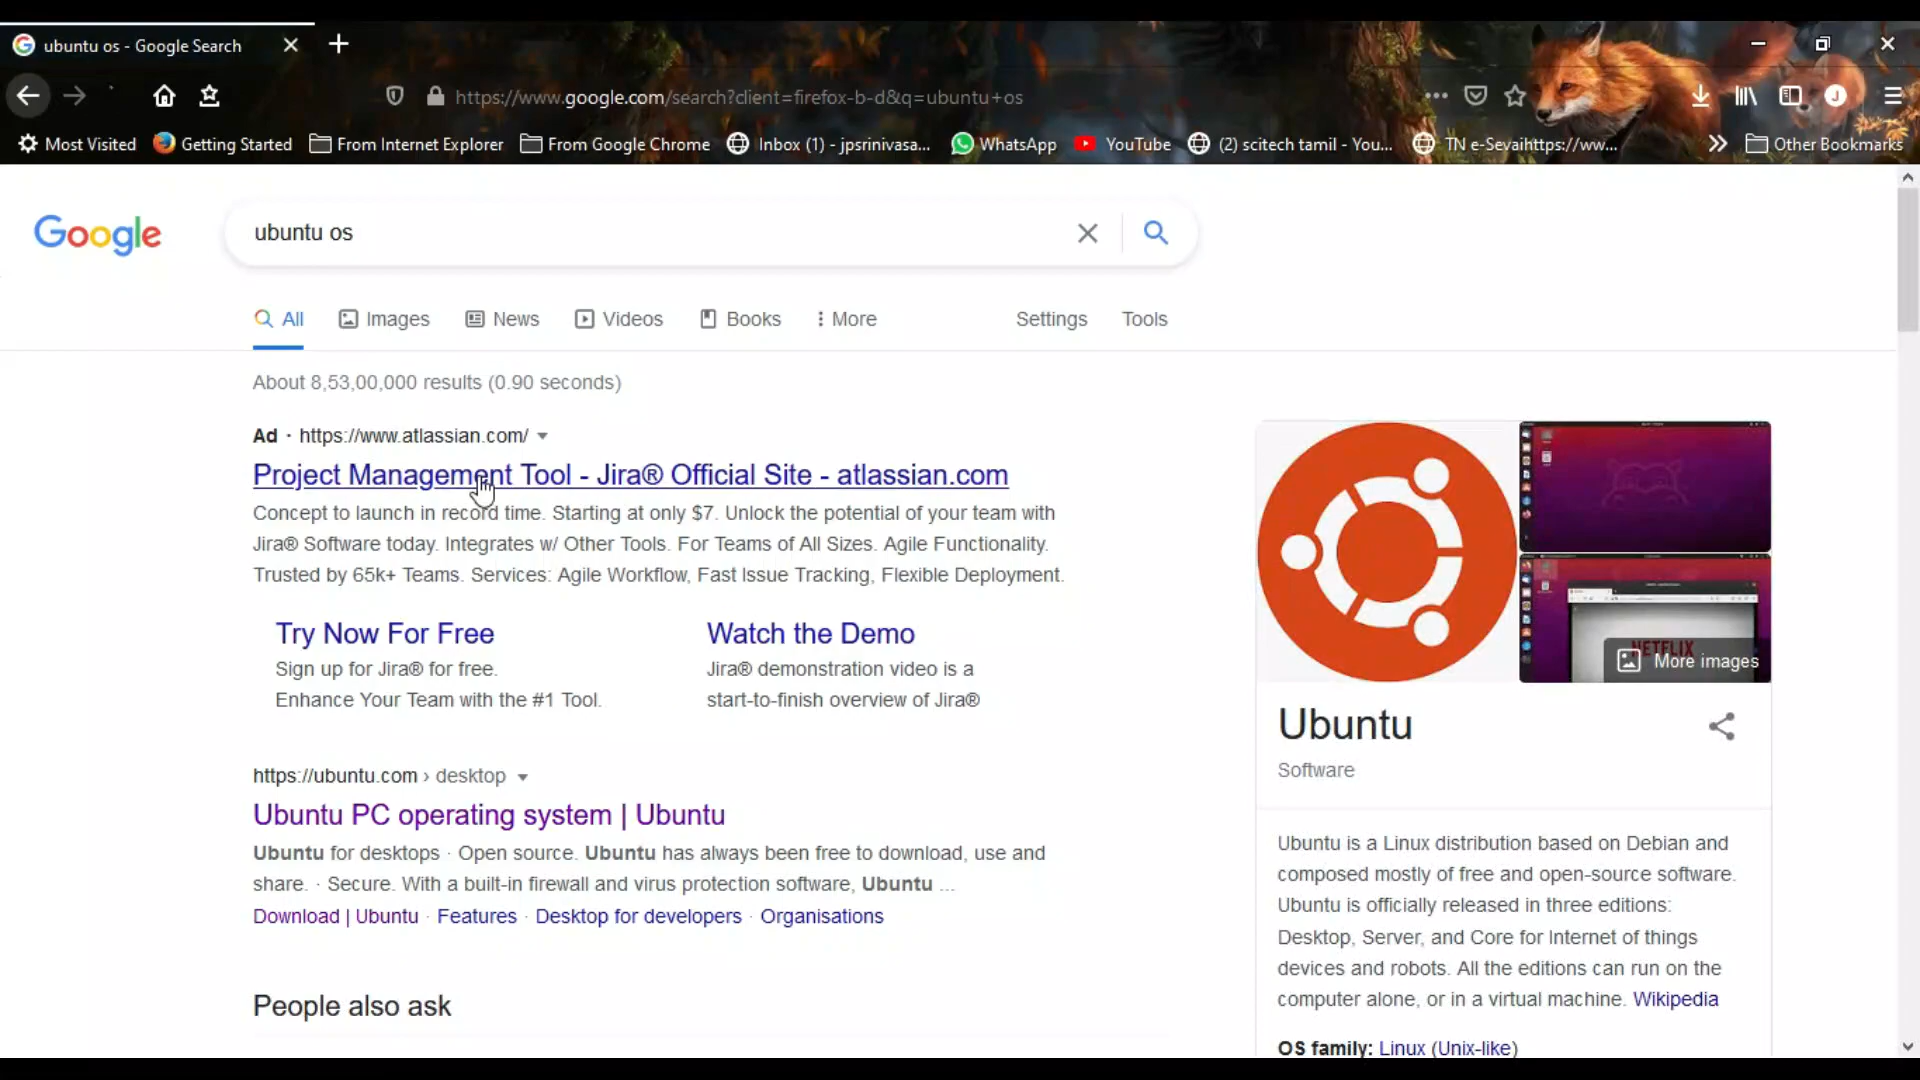 ubuntu os - Google Search
https://www.google.com/search?client=firefox-b-d&q=ubuntu+os
J
Most Visited
Getting Started
From Internet Explorer
From Google Chrome
Inbox (1) - jpsrinivasa...
WhatsApp
YouTube
(2) scitech tamil - You...
TN e-Sevaihttps://ww...
Other Bookmarks
Google
ubuntu os
All
Images
News
Videos
Books
More
Settings
Tools
About 8,53,00,000 results (0.90 seconds)
Ad · https://www.atlassian.com/
Project Management Tool - Jira® Official Site - atlassian.com
Concept to launch in record time. Starting at only $7. Unlock the potential of your team with
Jira® Software today. Integrates w/ Other Tools. For Teams of All Sizes. Agile Functionality.
Trusted by 65k+ Teams. Services: Agile Workflow, Fast Issue Tracking, Flexible Deployment.
Try Now For Free
Sign up for Jira® for free.
Enhance Your Team with the #1 Tool.
Watch the Demo
Jira® demonstration video is a
start-to-finish overview of Jira®
https://ubuntu.com › desktop
Ubuntu PC operating system | Ubuntu
Ubuntu for desktops · Open source. Ubuntu has always been free to download, use and
share. · Secure. With a built-in firewall and virus protection software, Ubuntu ...
Download | Ubuntu · Features · Desktop for developers · Organisations
People also ask
NETFLIX
More images
Ubuntu
Software
Ubuntu is a Linux distribution based on Debian and
composed mostly of free and open-source software.
Ubuntu is officially released in three editions:
Desktop, Server, and Core for Internet of things
devices and robots. All the editions can run on the
computer alone, or in a virtual machine. Wikipedia
OS family: Linux (Unix-like)